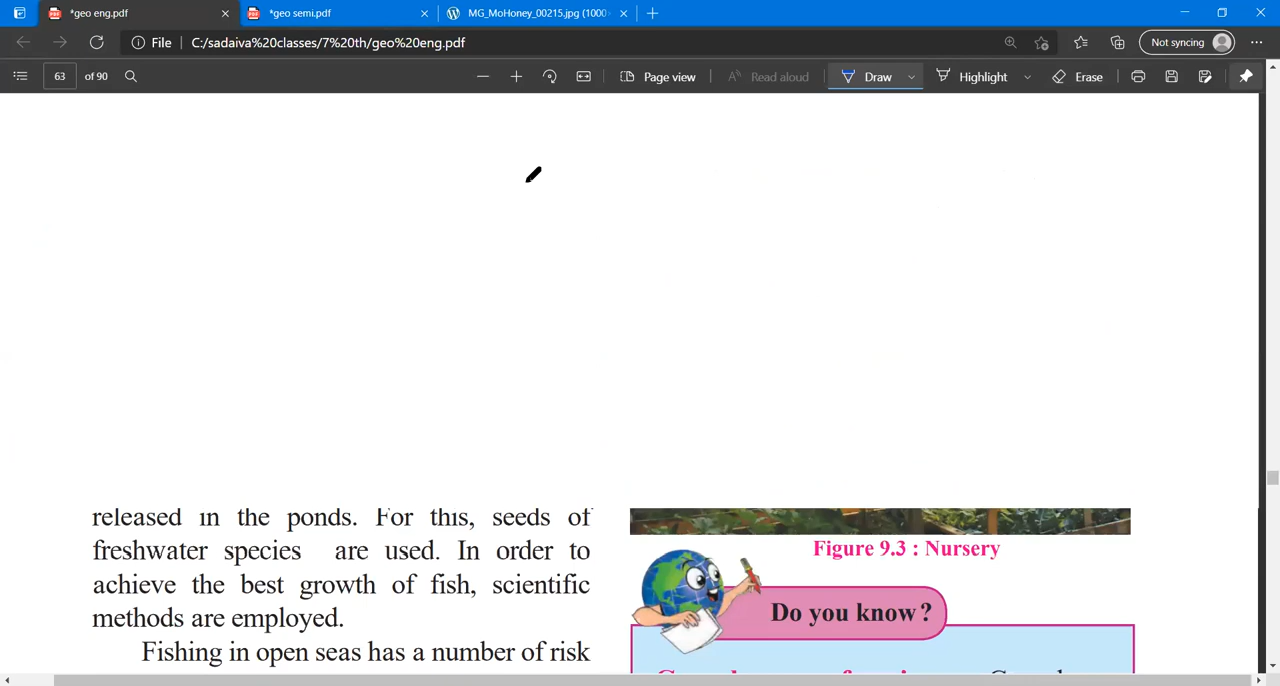 *geo eng.pdf
*geo semi.pdf
MG_MoHoney_00215.jpg (1000
File
C:/sadaiva%20classes/7%20th/geo%20eng.pdf
Not syncing
63 of 90
Page view
Read aloud
Draw
Highlight
Erase
released in the ponds. For this, seeds of
freshwater species are used. In order to
achieve the best growth of fish, scientific
methods are employed.
Fishing in open seas has a number of risk
Figure 9.3 : Nursery
Do you know?